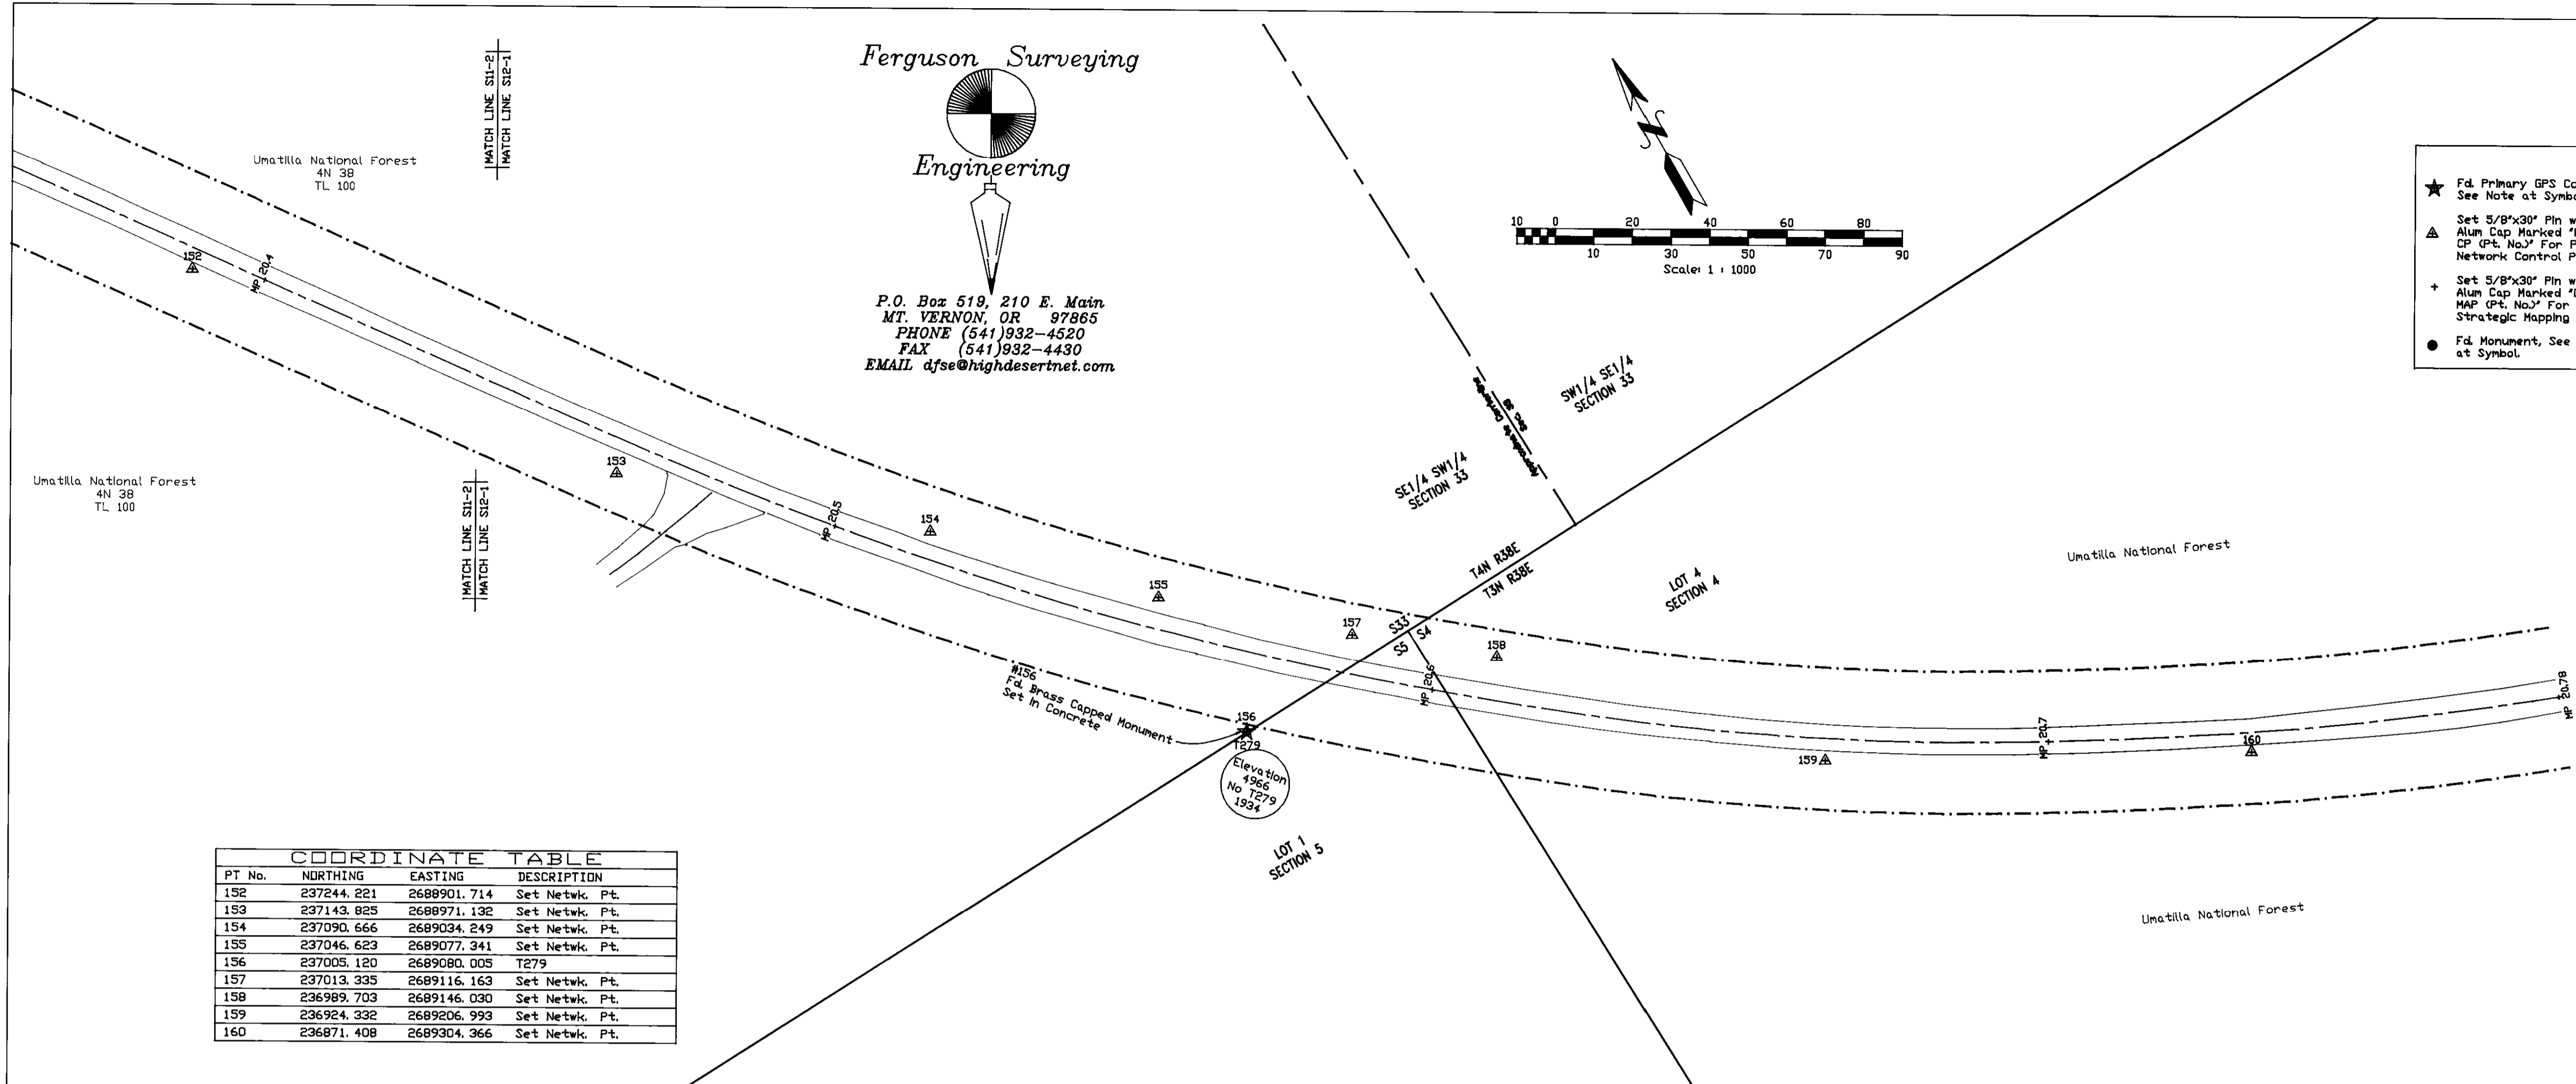 MATCH LINE S11-2
MATCH LINE S12-1
Ferguson Surveying
Engineering
P.O. Box 519, 210 E. Main
MT. VERNON, OR 97865
PHONE (541)932-4520
FAX (541)932-4430
EMAIL dfse@highdesertnet.com
N
10 0 20 40 60 80
10 30 50 70 90
Scale: 1 : 1000
Fd. Primary GPS
See Note at
Set 5/8"x30" Pin
Alum Cap Marked
CP (Pt. No.)" For
Network Control
Set 5/8"x30" Pin
Alum Cap Marked
MAP (Pt. No.)" For
Strategic Mapping
Fd. Monument, See
at Symbol.
Umatilla National Forest
4N 38
TL 100
152
MP 20.4
Umatilla National Forest
4N 38
TL 100
MATCH LINE S11-2
MATCH LINE S12-1
153
MP 20.5
154
155
157
158
Sec. 33
SW1/4 SE1/4
SECTION 33
SE1/4 SW1/4
SECTION 33
T4N R38E
T3N R38E
LOT 4
SECTION 4
Umatilla National Forest
S33
S4
S5
MP 20.6
#156
Fd. Brass Capped Monument
Set In Concrete
156
T279
Elevation
4966
No T279
1934
159
MP 20.7
160
MP 20.78
LOT 1
SECTION 5
Umatilla National Forest
COORDINATE TABLE
PT No. NORTHING EASTING DESCRIPTION
152 237244.221 2688901.714 Set Netwk. Pt.
153 237143.825 2688971.132 Set Netwk. Pt.
154 237090.666 2689034.249 Set Netwk. Pt.
155 237046.623 2689077.341 Set Netwk. Pt.
156 237005.120 2689080.005 T279
157 237013.335 2689116.163 Set Netwk. Pt.
158 236989.703 2689146.030 Set Netwk. Pt.
159 236924.332 2689206.993 Set Netwk. Pt.
160 236871.408 2689304.366 Set Netwk. Pt.